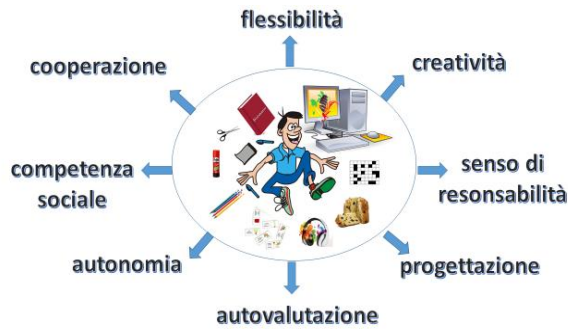 flessibilità
cooperazione
creatività
competenza
sociale
senso di
resonsabilità
autonomia
progettazione
autovalutazione